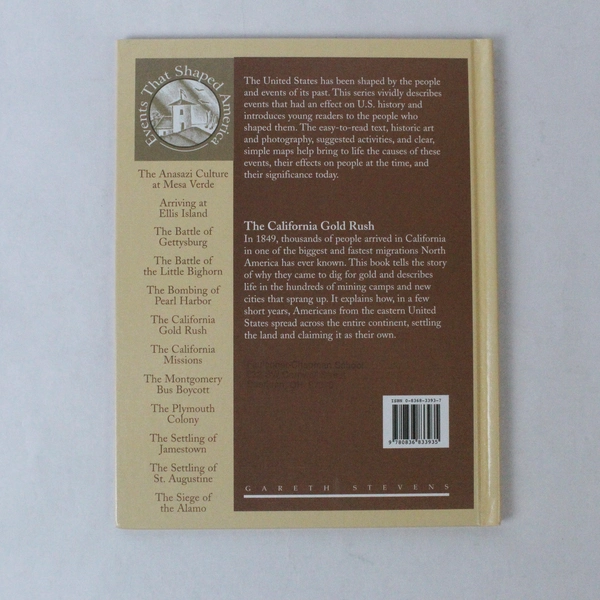 Events That Shaped America
The Anasazi Culture
at Mesa Verde
Arriving at
Ellis Island
The Battle of
Gettysburg
The Battle of
the Little Bighorn
The Bombing of
Pearl Harbor
The California
Gold Rush
The California
Missions
The Montgomery
Bus Boycott
The Plymouth
Colony
The Settling of
Jamestown
The Settling of
St. Augustine
The Siege of
the Alamo
The United States has been shaped by the people
and events of its past. This series vividly describes
events that had an effect on U.S. history and
introduces young readers to the people who
shaped them. The easy-to-read text, historic art
and photography, suggested activities, and clear,
simple maps help bring to life the causes of these
events, their effects on people at the time, and
their significance today.
The California Gold Rush
In 1849, thousands of people arrived in California
in one of the biggest and fastest migrations North
America has ever known. This book tells the story
of why they came to dig for gold and describes
life in the hundreds of mining camps and new
cities that sprang up. It explains how, in a few
short years, Americans from the eastern United
States spread across the entire continent, settling
the land and claiming it as their own.
ISBN 0-8368-3393-7
9 780836 833935
GARETH STEVENS